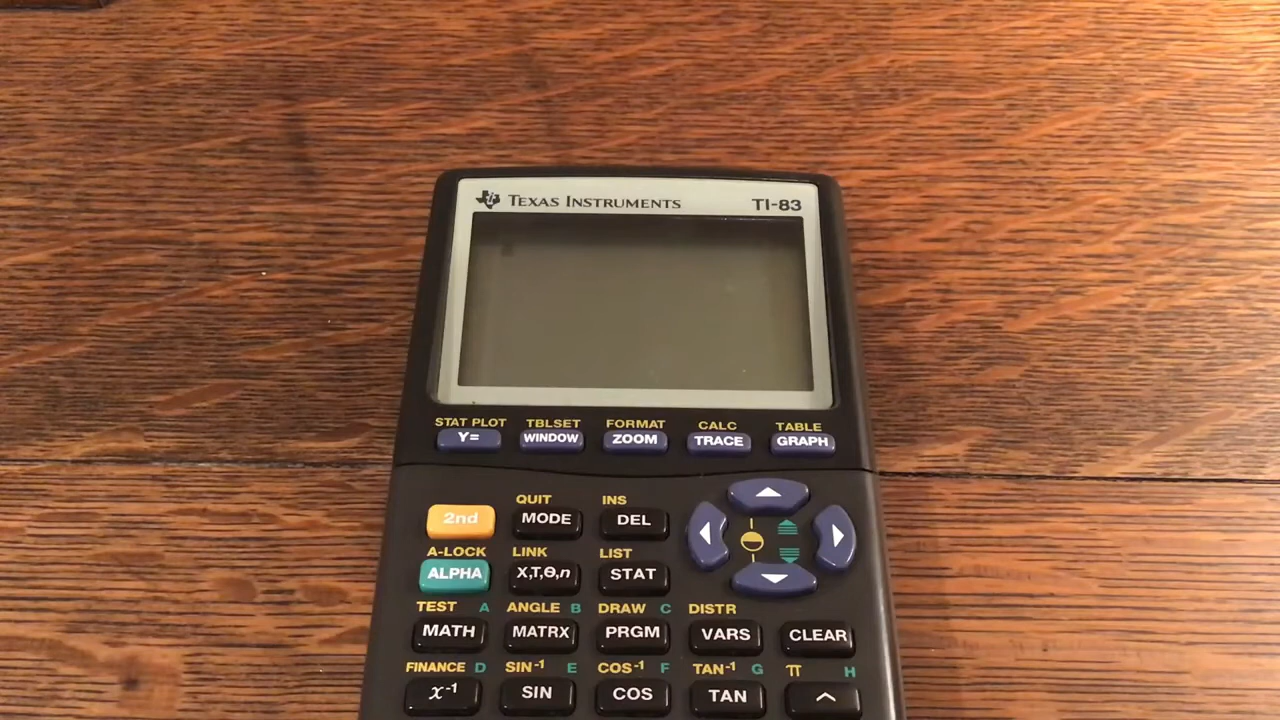 TEXAS INSTRUMENTS TI-83
STAT PLOT TBLSET FORMAT CALC TABLE
Y= WINDOW ZOOM TRACE GRAPH
QUIT INS
2nd MODE DEL
A-LOCK LINK LIST
ALPHA X,T,Θ,n STAT
TEST A ANGLE B DRAW C DISTR
MATH MATRX PRGM VARS CLEAR
FINANCE D SIN⁻¹ E COS⁻¹ F TAN⁻¹ G π H
x⁻¹ SIN COS TAN ^